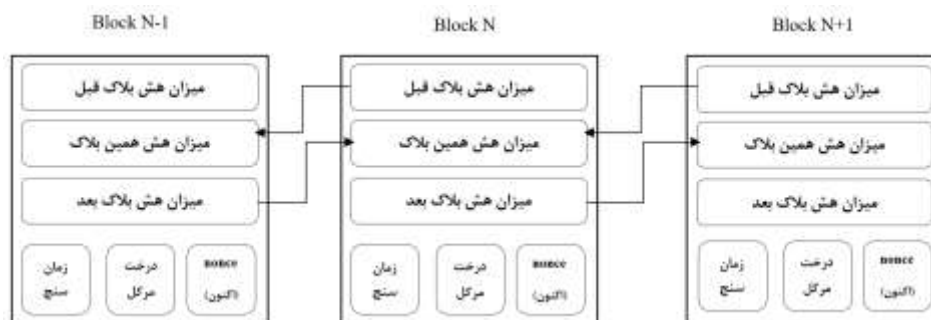 Block N-1
Block N
Block N+1
میزان هش بلاک قبل
میزان هش بلاک قبل
میزان هش بلاک قبل
میزان هش همین بلاک
میزان هش همین بلاک
میزان هش همین بلاک
میزان هش بلاک بعد
میزان هش بلاک بعد
میزان هش بلاک بعد
زمان
سنج
درخت
مرکل
nonce
(اکنون)
زمان
سنج
درخت
مرکل
nonce
(اکنون)
زمان
سنج
درخت
مرکل
nonce
(اکنون)